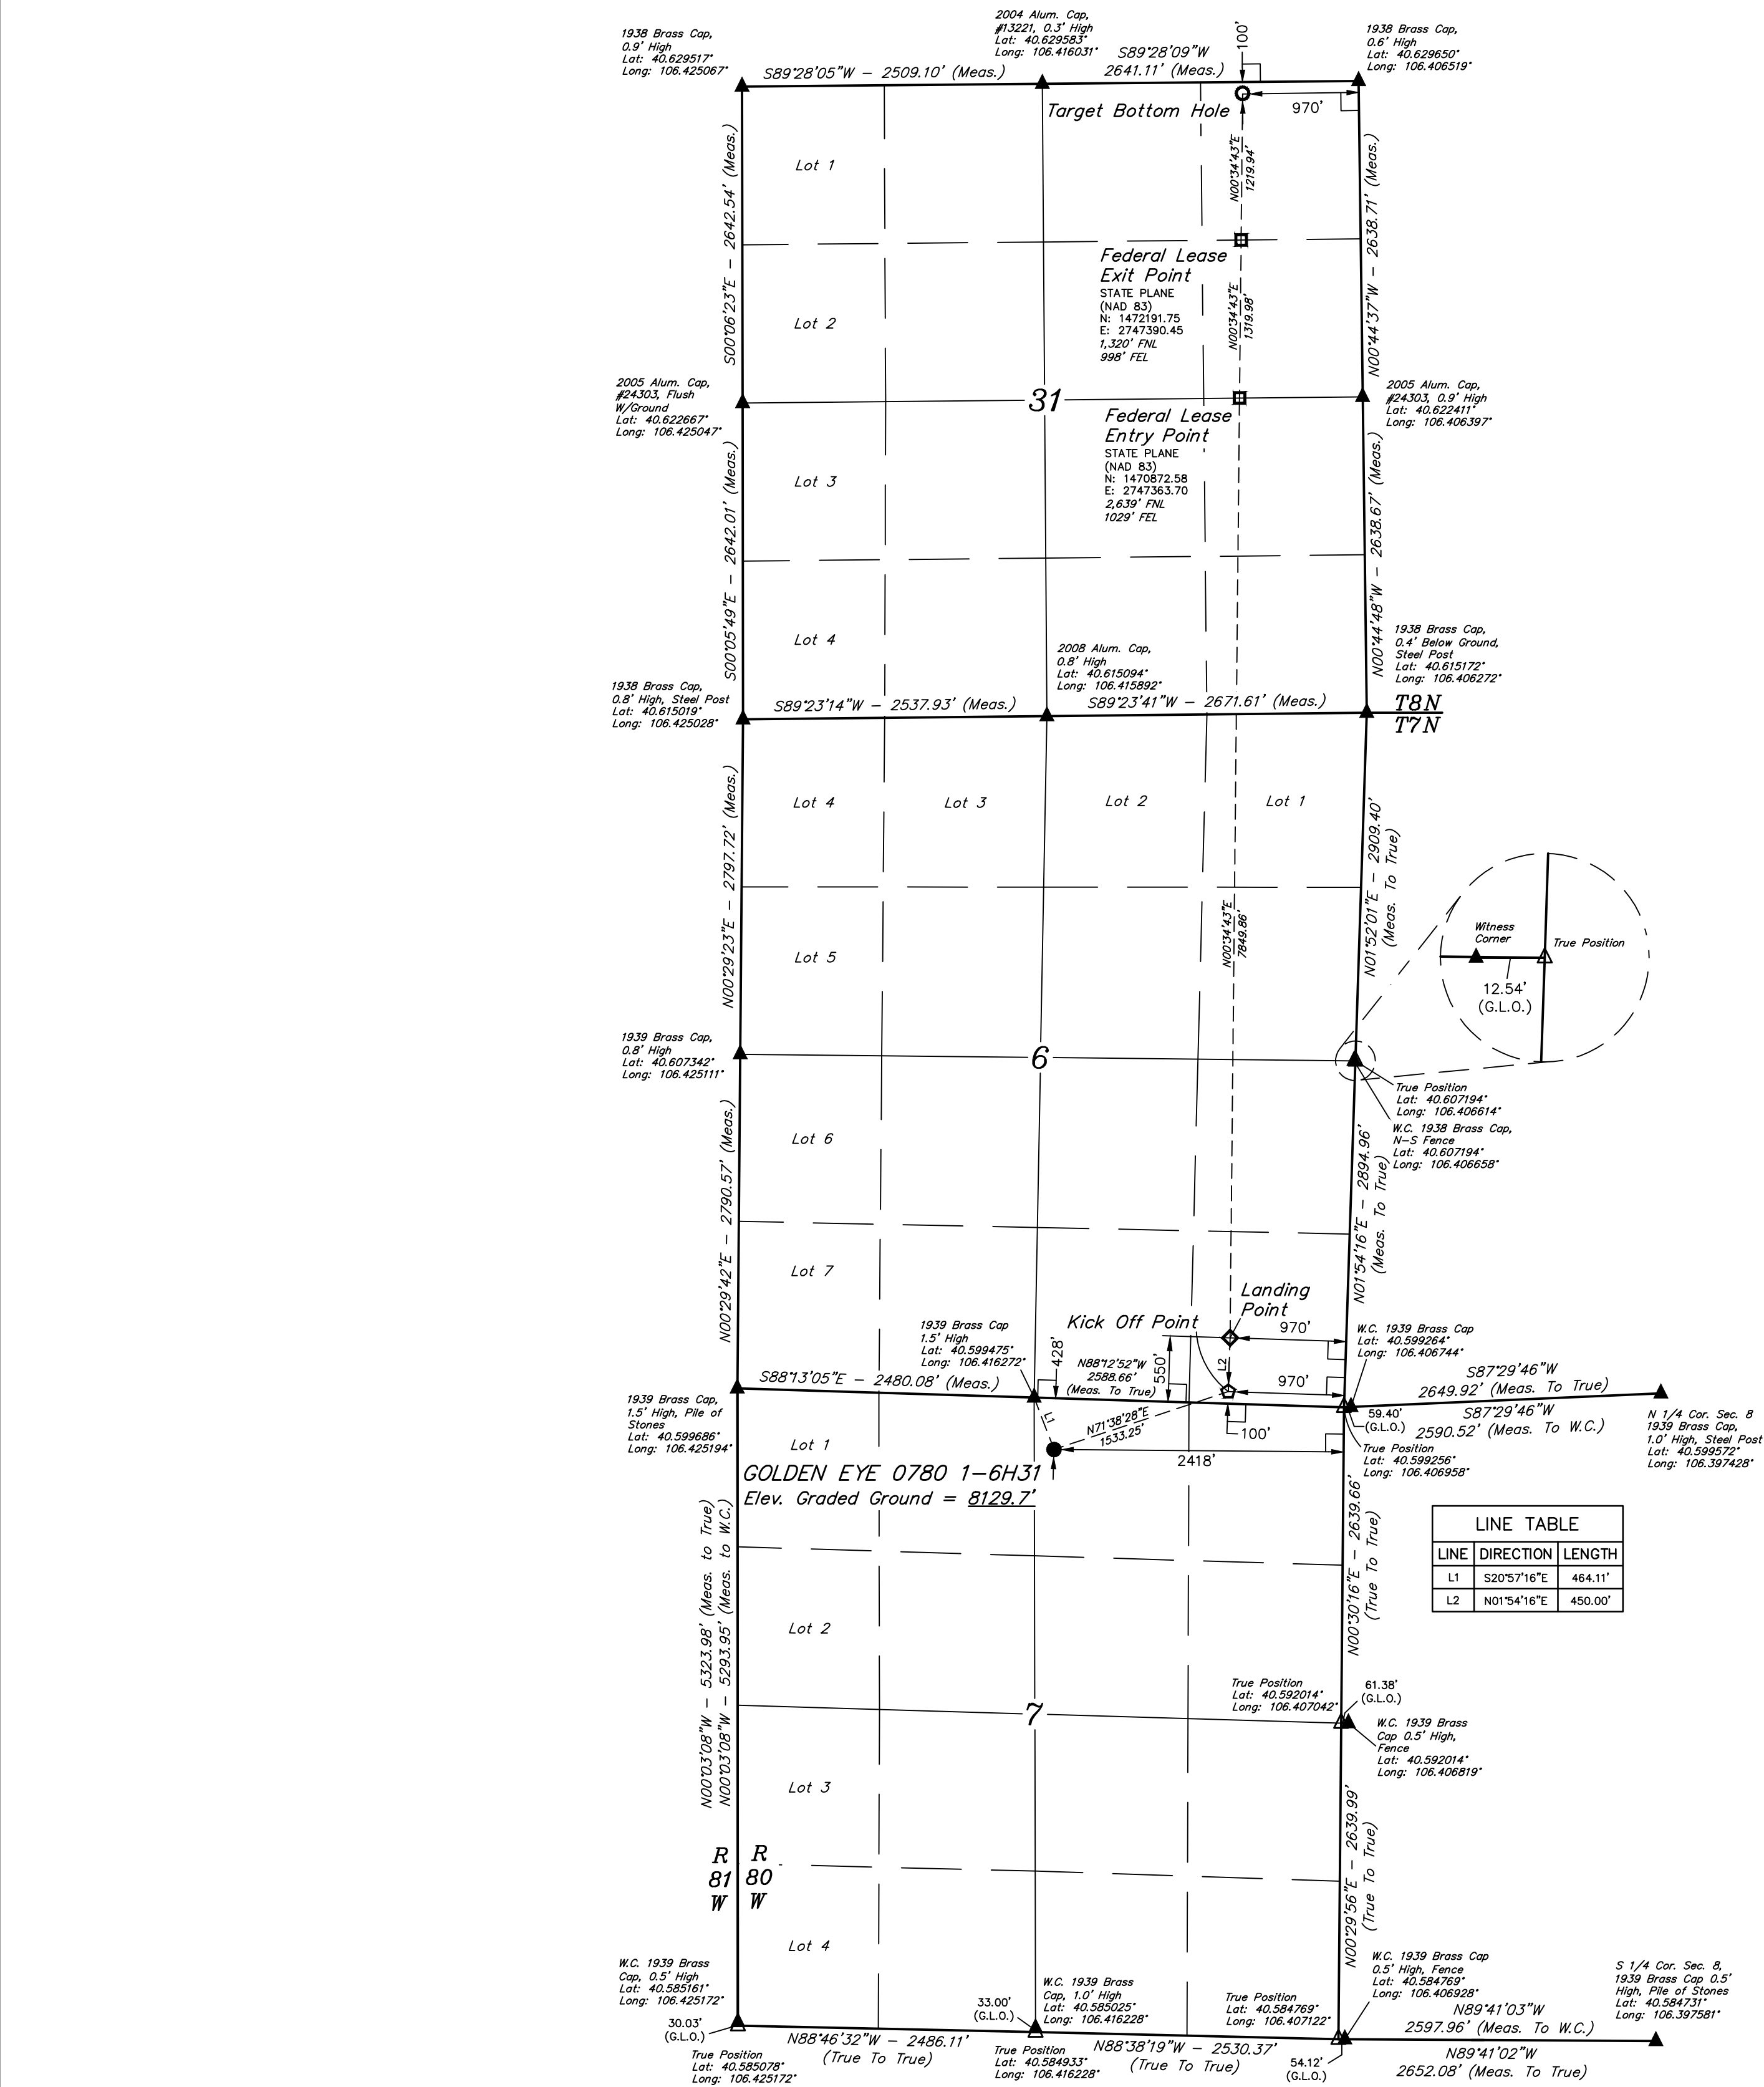 1938 Brass Cap,
0.9' High
Lat: 40.629517°
Long: 106.425067°
2004 Alum. Cap,
#13221, 0.3' High
Lat: 40.629583°
Long: 106.416031°
1938 Brass Cap,
0.6' High
Lat: 40.629650°
Long: 106.406519°
S89°28'05"W – 2509.10' (Meas.)
S89°28'09"W
2641.11' (Meas.)
100'
Target Bottom Hole
970'
Lot 1
N00°34'43"E
1219.94'
S00°06'23"E – 2642.54' (Meas.)
N00°44'37"W – 2638.71' (Meas.)
Federal Lease
Exit Point
STATE PLANE
(NAD 83)
N: 1472191.75
E: 2747390.45
1,320' FNL
998' FEL
N00°34'43"E
1319.98'
Lot 2
2005 Alum. Cap,
#24303, Flush
W/Ground
Lat: 40.622667°
Long: 106.425047°
31
2005 Alum. Cap,
#24303, 0.9' High
Lat: 40.622411°
Long: 106.406397°
Federal Lease
Entry Point
STATE PLANE
(NAD 83)
N: 1470872.58
E: 2747363.70
2,639' FNL
1029' FEL
Lot 3
S00°05'49"E – 2642.01' (Meas.)
N00°44'48"W – 2638.67' (Meas.)
Lot 4
1938 Brass Cap,
0.8' High, Steel Post
Lat: 40.615019°
Long: 106.425028°
2008 Alum. Cap,
0.8' High
Lat: 40.615094°
Long: 106.415892°
1938 Brass Cap,
0.4' Below Ground,
Steel Post
Lat: 40.615172°
Long: 106.406272°
S89°23'14"W – 2537.93' (Meas.)
S89°23'41"W – 2671.61' (Meas.)
T8N
T7N
Lot 4
Lot 3
Lot 2
Lot 1
N00°29'23"E – 2797.72' (Meas.)
N01°52'01"E – 2909.40'
(Meas. To True)
N00°34'43"E
7849.86'
Lot 5
Witness
Corner
True Position
12.54'
(G.L.O.)
1939 Brass Cap,
0.8' High
Lat: 40.607342°
Long: 106.425111°
6
True Position
Lat: 40.607194°
Long: 106.406614°
W.C. 1938 Brass Cap,
N–S Fence
Lat: 40.607194°
Long: 106.406658°
Lot 6
N00°29'42"E – 2790.57' (Meas.)
N01°54'16"E – 2894.96'
(Meas. To True)
Lot 7
Landing
Point
Kick Off Point
970'
1939 Brass Cap
1.5' High
Lat: 40.599475°
Long: 106.416272°
428'
N88°12'52"W
2588.66'
(Meas. To True)
550'
L2
970'
W.C. 1939 Brass Cap
Lat: 40.599264°
Long: 106.406744°
S87°29'46"W
2649.92' (Meas. To True)
S87°29'46"W
2590.52' (Meas. To W.C.)
S88°13'05"E – 2480.08' (Meas.)
1939 Brass Cap,
1.5' High, Pile of
Stones
Lat: 40.599686°
Long: 106.425194°
L1
N71°38'28"E
1533.25'
100'
59.40'
(G.L.O.)
N 1/4 Cor. Sec. 8
1939 Brass Cap,
1.0' High, Steel Post
Lat: 40.599572°
Long: 106.397428°
True Position
Lat: 40.599256°
Long: 106.406958°
Lot 1
2418'
GOLDEN EYE 0780 1–6H31
Elev. Graded Ground = 8129.7'
LINE TABLE
LINE DIRECTION LENGTH
L1 S20°57'16"E 464.11'
L2 N01°54'16"E 450.00'
N00°03'08"W – 5323.98' (Meas. to True)
N00°03'08"W – 5293.95' (Meas. to W.C.)
N00°30'16"E – 2639.66'
(True To True)
Lot 2
True Position
Lat: 40.592014°
Long: 106.407042°
61.38'
(G.L.O.)
7
W.C. 1939 Brass
Cap 0.5' High,
Fence
Lat: 40.592014°
Long: 106.406819°
Lot 3
N00°29'56"E – 2639.99'
(True To True)
R
81
W
R
80
W
Lot 4
W.C. 1939 Brass
Cap, 0.5' High
Lat: 40.585161°
Long: 106.425172°
W.C. 1939 Brass
Cap, 1.0' High
Lat: 40.585025°
Long: 106.416228°
33.00'
(G.L.O.)
True Position
Lat: 40.584769°
Long: 106.407122°
W.C. 1939 Brass Cap
0.5' High, Fence
Lat: 40.584769°
Long: 106.406928°
S 1/4 Cor. Sec. 8,
1939 Brass Cap 0.5'
High, Pile of Stones
Lat: 40.584731°
Long: 106.397581°
30.03'
(G.L.O.)
N89°41'03"W
2597.96' (Meas. To W.C.)
N89°41'02"W
2652.08' (Meas. To True)
True Position
Lat: 40.585078°
Long: 106.425172°
N88°46'32"W – 2486.11'
(True To True)
True Position
Lat: 40.584933°
Long: 106.416228°
N88°38'19"W – 2530.37'
(True To True)
54.12'
(G.L.O.)